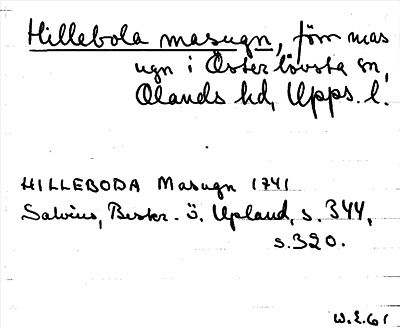 Hillebola masugn, förr mas
ugn i Österlövsta sn,
Olands hd, Upps. l.
HILLEBODA Masugn 1741
Salvius, Beskr. ö. Upland, s. 344,
s. 320.
W.E. 61